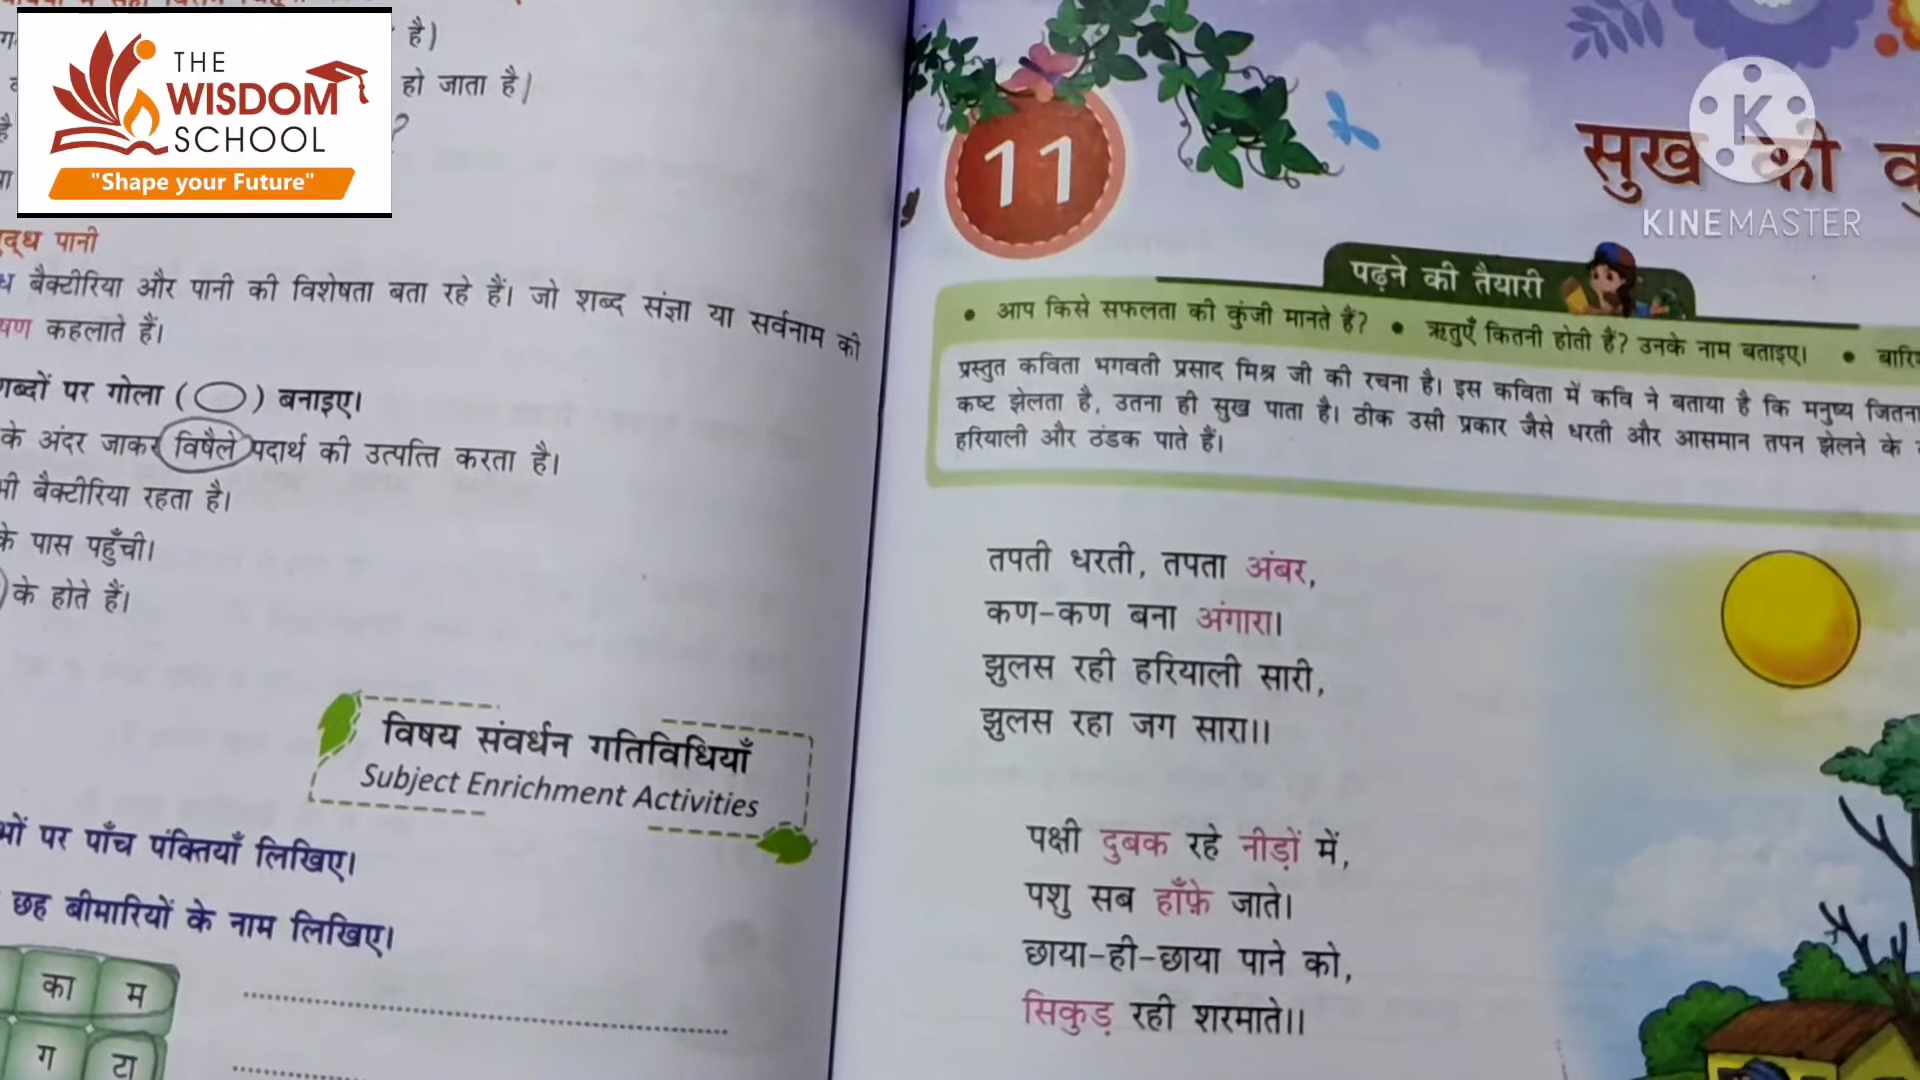 THE
WISDOM
SCHOOL
"Shape your Future"
है)
हो जाता है)
?
पानी
बैक्टीरिया और पानी की विशेषता बता रहे हैं। जो शब्द संज्ञा या सर्वनाम की
कहलाते हैं।
पर गोला ( ) बनाइए।
के अंदर जाकर विषैले पदार्थ की उत्पत्ति करता है।
बैक्टीरिया रहता है।
के पास पहुँची।
के होते हैं।
विषय संवर्धन गतिविधियाँ
Subject Enrichment Activities
पर पाँच पंक्तियाँ लिखिए।
छह बीमारियों के नाम लिखिए।
का म
ग टा
11
सुख की
KINEMASTER
पढ़ने की तैयारी
• आप किसे सफलता की कुंजी मानते हैं? • ऋतुएँ कितनी होती हैं? उनके नाम बताइए। •
प्रस्तुत कविता भगवती प्रसाद मिश्र जी की रचना है। इस कविता में कवि ने बताया है कि मनुष्य
कष्ट झेलता है, उतना ही सुख पाता है। ठीक उसी प्रकार जैसे धरती और आसमान तपन झेलने के
हरियाली और ठंडक पाते हैं।
तपती धरती, तपता अंबर,
कण-कण बना अंगारा।
झुलस रही हरियाली सारी,
झुलस रहा जग सारा।।
पक्षी दुबक रहे नीड़ों में,
पशु सब हाँफ़े जाते।
छाया-ही-छाया पाने को,
सिकुड़ रही शरमाते।।